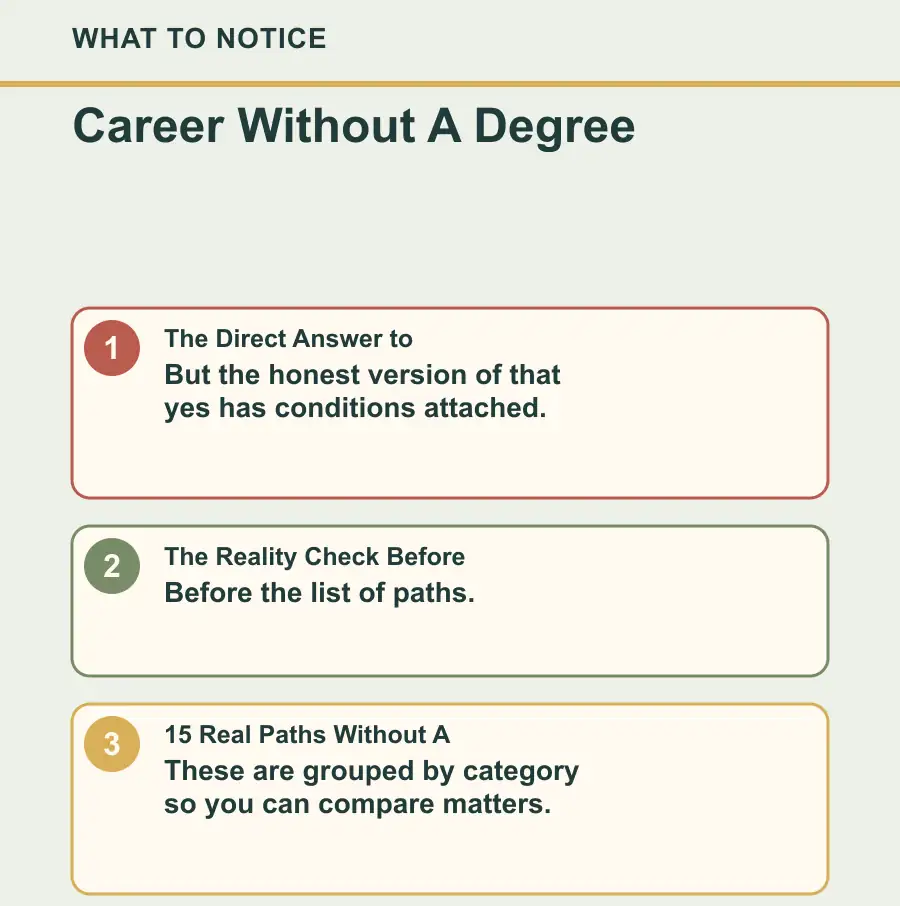 WHAT TO NOTICE
Career Without A Degree
1
The Direct Answer to
But the honest version of that
yes has conditions attached.
2
The Reality Check Before
Before the list of paths.
3
15 Real Paths Without A
These are grouped by category
so you can compare matters.